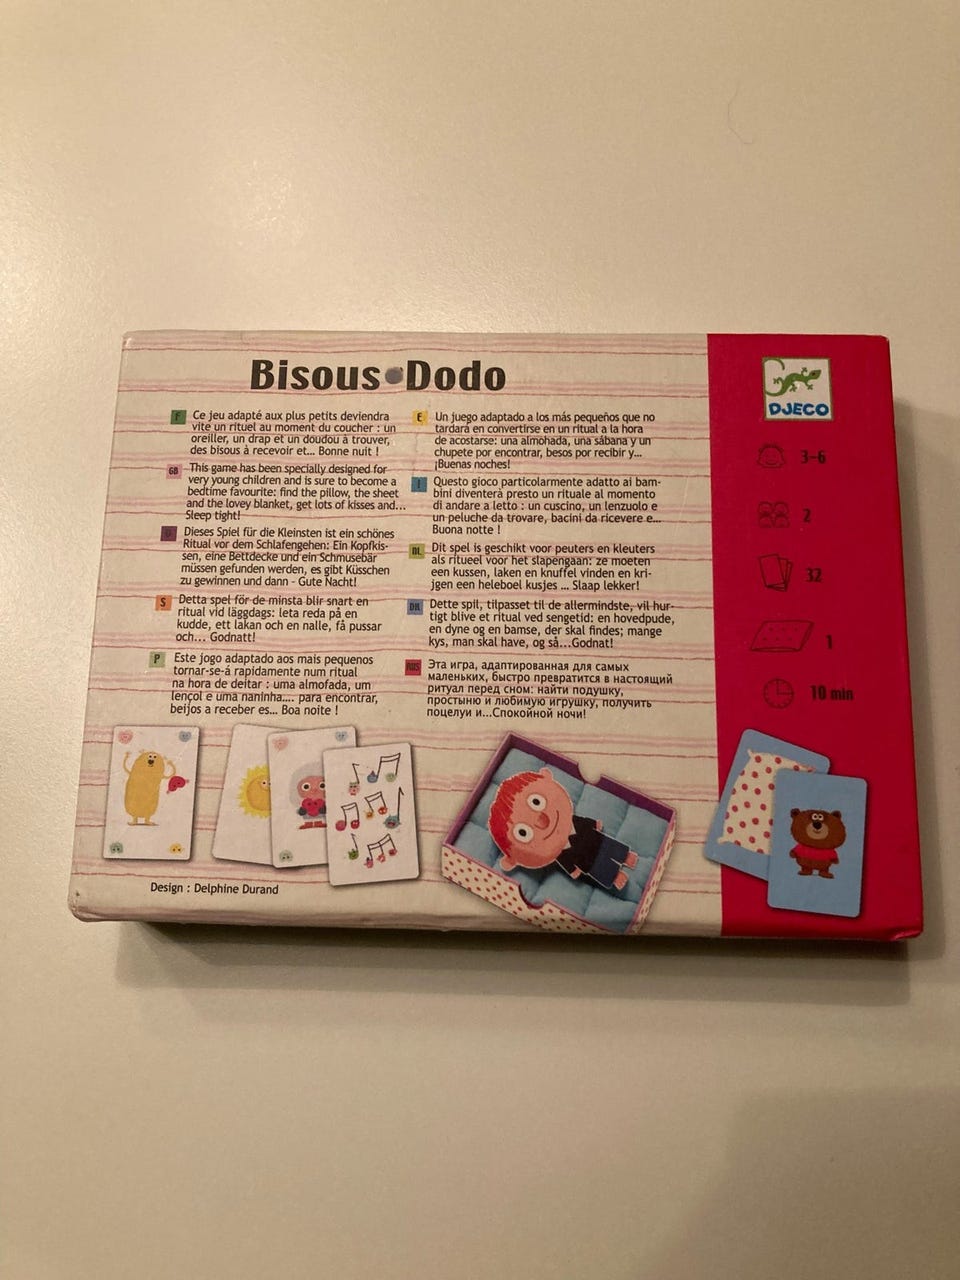 Bisous Dodo
F
Ce jeu adapté aux plus petits deviendra
vite un rituel au moment du coucher : un
oreiller, un drap et un doudou à trouver,
des bisous à recevoir et... Bonne nuit !
GB
This game has been specially designed for
very young children and is sure to become a
bedtime favourite: find the pillow, the sheet
and the lovey blanket, get lots of kisses and...
Sleep tight!
D
Dieses Spiel für die Kleinsten ist ein schönes
Ritual vor dem Schlafengehen: Ein Kopfkis-
sen, eine Bettdecke und ein Schmusebär
müssen gefunden werden, es gibt Küsschen
zu gewinnen und dann - Gute Nacht!
S
Detta spel för de minsta blir snart en
ritual vid läggdags: leta reda på en
kudde, ett lakan och en nalle, få pussar
och... Godnatt!
P
Este jogo adaptado aos mais pequenos
tornar-se-á rapidamente num ritual
na hora de deitar : uma almofada, um
lençol e uma naninha.... para encontrar,
beijos a receber es... Boa noite !
E
Un juego adaptado a los más pequeños que no
tardará en convertirse en un ritual a la hora
de acostarse: una almohada, una sábana y un
chupete por encontrar, besos por recibir y...
¡Buenas noches!
I
Questo gioco particolarmente adatto ai bam-
bini diventerà presto un rituale al momento
di andare a letto : un cuscino, un lenzuolo e
un peluche da trovare, bacini da ricevere e...
Buona notte !
NL
Dit spel is geschikt voor peuters en kleuters
als ritueel voor het slapengaan: ze moeten
een kussen, laken en knuffel vinden en kri-
jgen een heleboel kusjes ... Slaap lekker!
DK
Dette spil, tilpasset til de allermindste, vil hur-
tigt blive et ritual ved sengetid: en hovedpude,
en dyne og en bamse, der skal findes; mange
kys, man skal have, og så...Godnat!
RUS
Эта игра, адаптированная для самых
маленьких, быстро превратится в настоящий
ритуал перед сном: найти подушку,
простыню и любимую игрушку, получить
поцелуи и...Спокойной ночи!
Design : Delphine Durand
DJECO
3-6
2
32
1
10 min